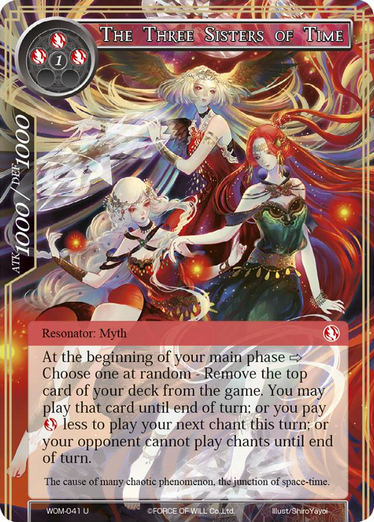 THE THREE SISTERS OF TIME
1
ATK 1000 / DEF 1000
Resonator: Myth
At the beginning of your main phase ⇨
Choose one at random - Remove the top
card of your deck from the game. You may
play that card until end of turn; or you pay
less to play your next chant this turn; or
your opponent cannot play chants until end
of turn.
The cause of many chaotic phenomenon, the junction of space-time.
WOM-041 U ©FORCE OF WILL Co.,Ltd. Illust/ShiroYayoi